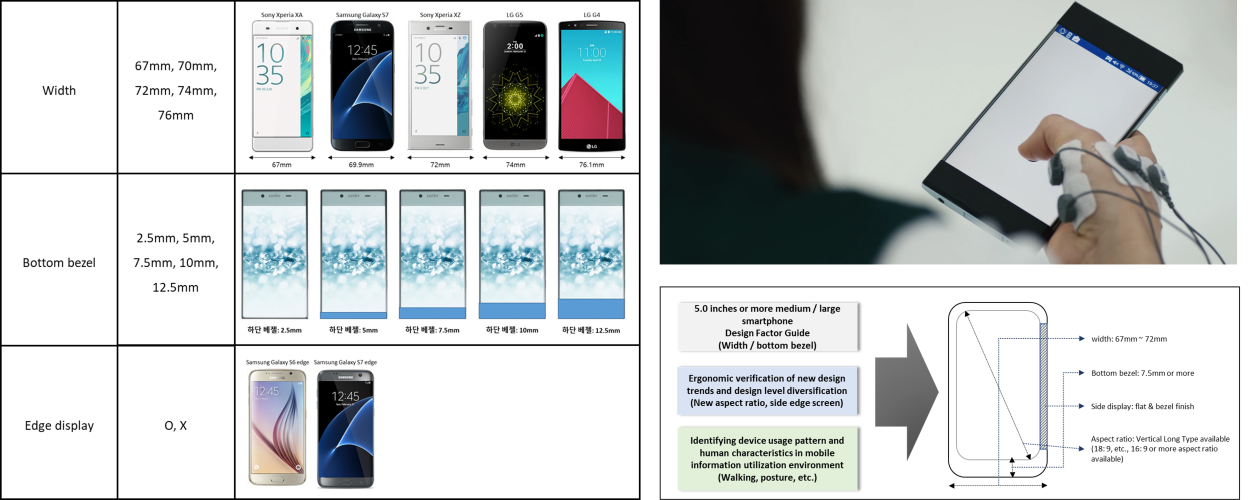 Width
67mm, 70mm,
72mm, 74mm,
76mm
Sony Xperia XA
Samsung Galaxy S7
Sony Xperia XZ
LG G5
LG G4
10
35
12:45
10
35
2:00
11:00
LG
67mm
69.9mm
72mm
74mm
76.1mm
Bottom bezel
2.5mm, 5mm,
7.5mm, 10mm,
12.5mm
하단 베젤: 2.5mm
하단 베젤: 5mm
하단 베젤: 7.5mm
하단 베젤: 10mm
하단 베젤: 12.5mm
Edge display
O, X
Samsung Galaxy S6 edge
Samsung Galaxy S7 edge
12:45
12:45
5.0 inches or more medium / large
smartphone
Design Factor Guide
(Width / bottom bezel)
Ergonomic verification of new design
trends and design level diversification
(New aspect ratio, side edge screen)
Identifying device usage pattern and
human characteristics in mobile
information utilization environment
(Walking, posture, etc.)
width: 67mm ~ 72mm
Bottom bezel: 7.5mm or more
Side display: flat & bezel finish
Aspect ratio: Vertical Long Type available
(18: 9, etc., 16: 9 or more aspect ratio
available)